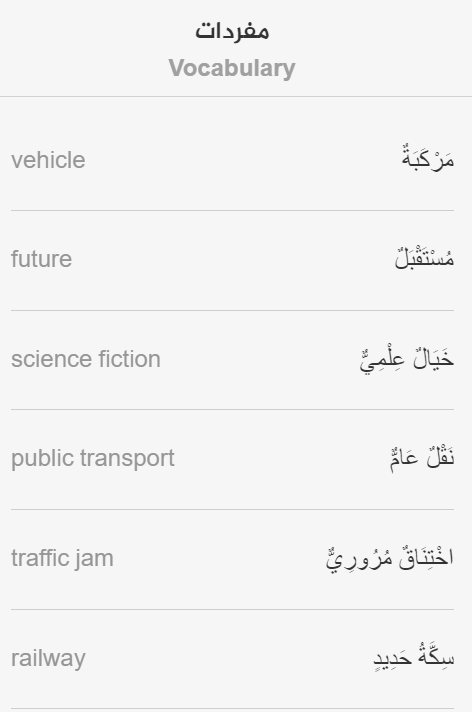 مفردات
Vocabulary
vehicle مَرْكَبَةٌ
future مُسْتَقْبَلٌ
science fiction خَيَالٌ عِلْمِيٌّ
public transport نَقْلٌ عَامٌّ
traffic jam اخْتِنَاقٌ مُرُورِيٌّ
railway سِكَّةُ حَدِيدٍ